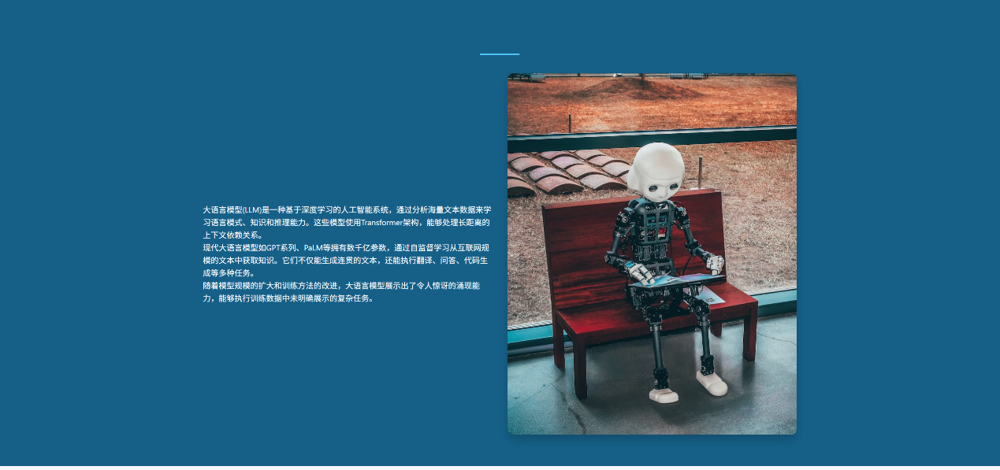 大语言模型(LLM)是一种基于深度学习的人工智能系统，通过分析海量文本数据来学
习语言模式、知识和推理能力。这些模型使用Transformer架构，能够处理长距离的
上下文依赖关系。
现代大语言模型如GPT系列、PaLM等拥有数千亿参数，通过自监督学习从互联网规
模的文本中获取知识。它们不仅能生成连贯的文本，还能执行翻译、问答、代码生
成等多种任务。
随着模型规模的扩大和训练方法的改进，大语言模型展示出了令人惊讶的涌现能
力，能够执行训练数据中未明确展示的复杂任务。